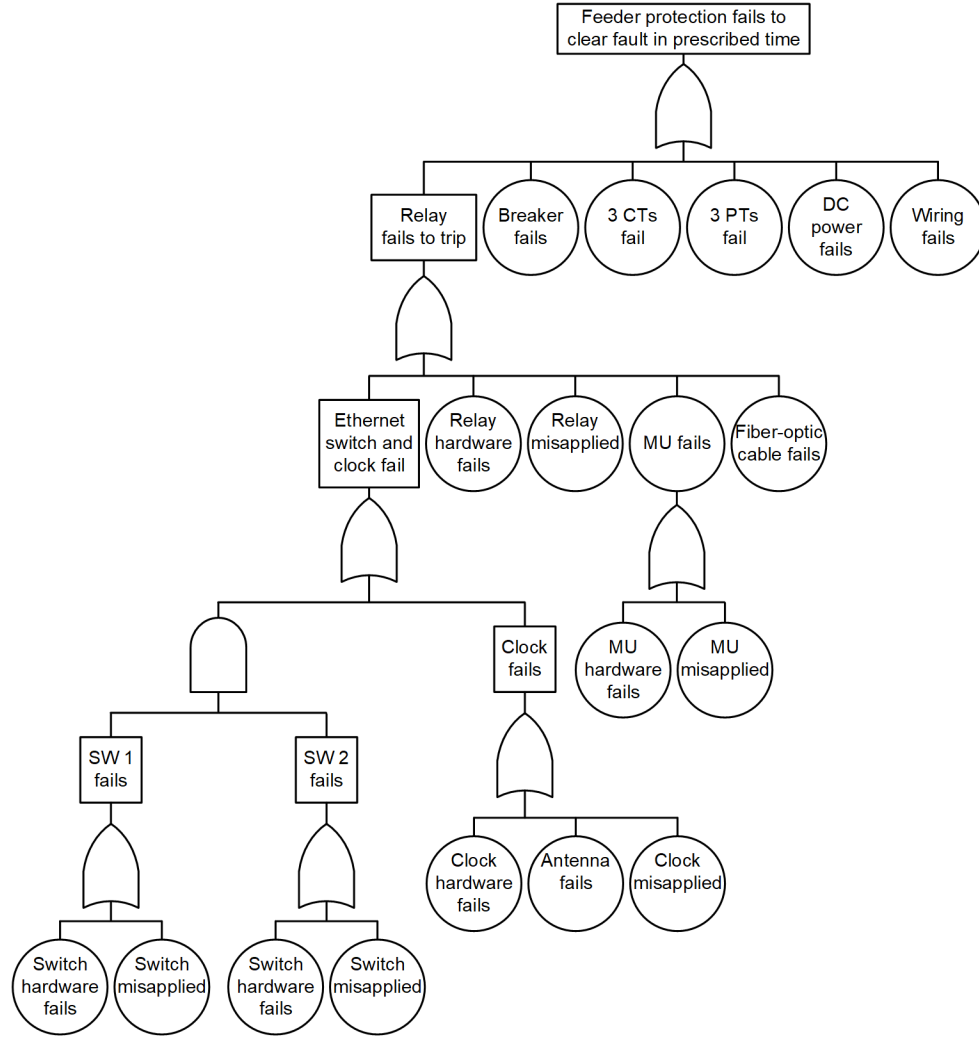 Feeder protection fails to
clear fault in prescribed time
Relay
fails to trip
Breaker
fails
3 CTs
fail
3 PTs
fail
DC
power
fails
Wiring
fails
Ethernet
switch and
clock fail
Relay
hardware
fails
Relay
misapplied
MU fails
Fiber-optic
cable fails
Clock
fails
MU
hardware
fails
MU
misapplied
SW 1
fails
SW 2
fails
Clock
hardware
fails
Antenna
fails
Clock
misapplied
Switch
hardware
fails
Switch
misapplied
Switch
hardware
fails
Switch
misapplied